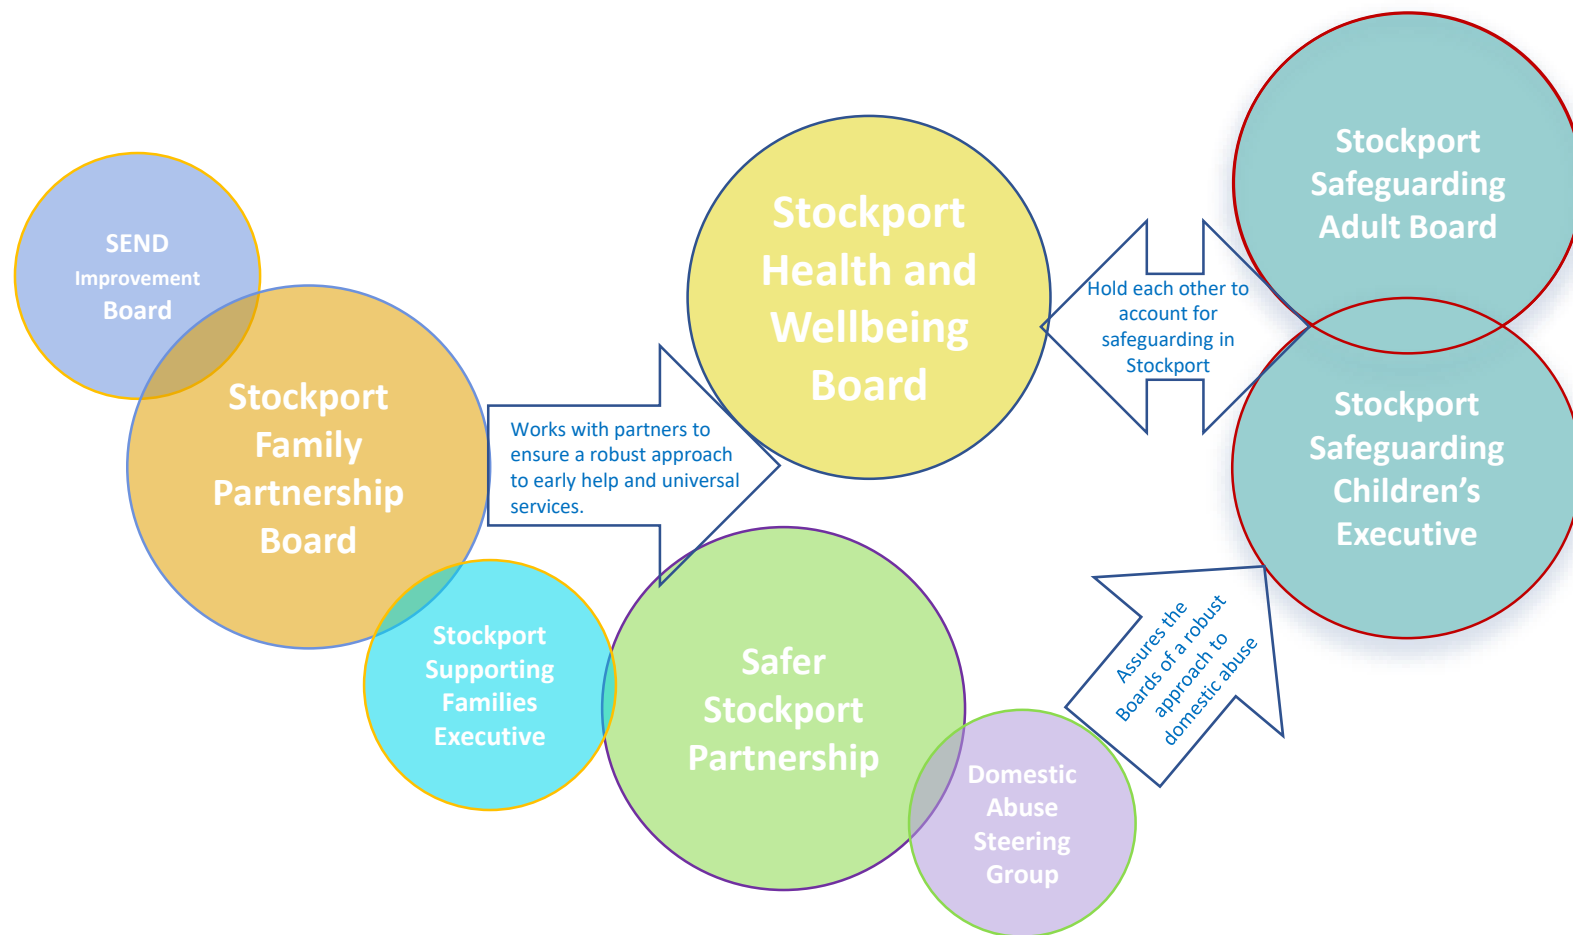 SEND
Improvement
Board
Stockport
Family
Partnership
Board
Works with partners to
ensure a robust approach
to early help and universal
services.
Stockport
Supporting
Families
Executive
Stockport
Health and
Wellbeing
Board
Safer
Stockport
Partnership
Domestic
Abuse
Steering
Group
Assures the
Boards of a robust
approach to
domestic abuse
Hold each other to
account for
safeguarding in
Stockport
Stockport
Safeguarding
Adult Board
Stockport
Safeguarding
Children’s
Executive